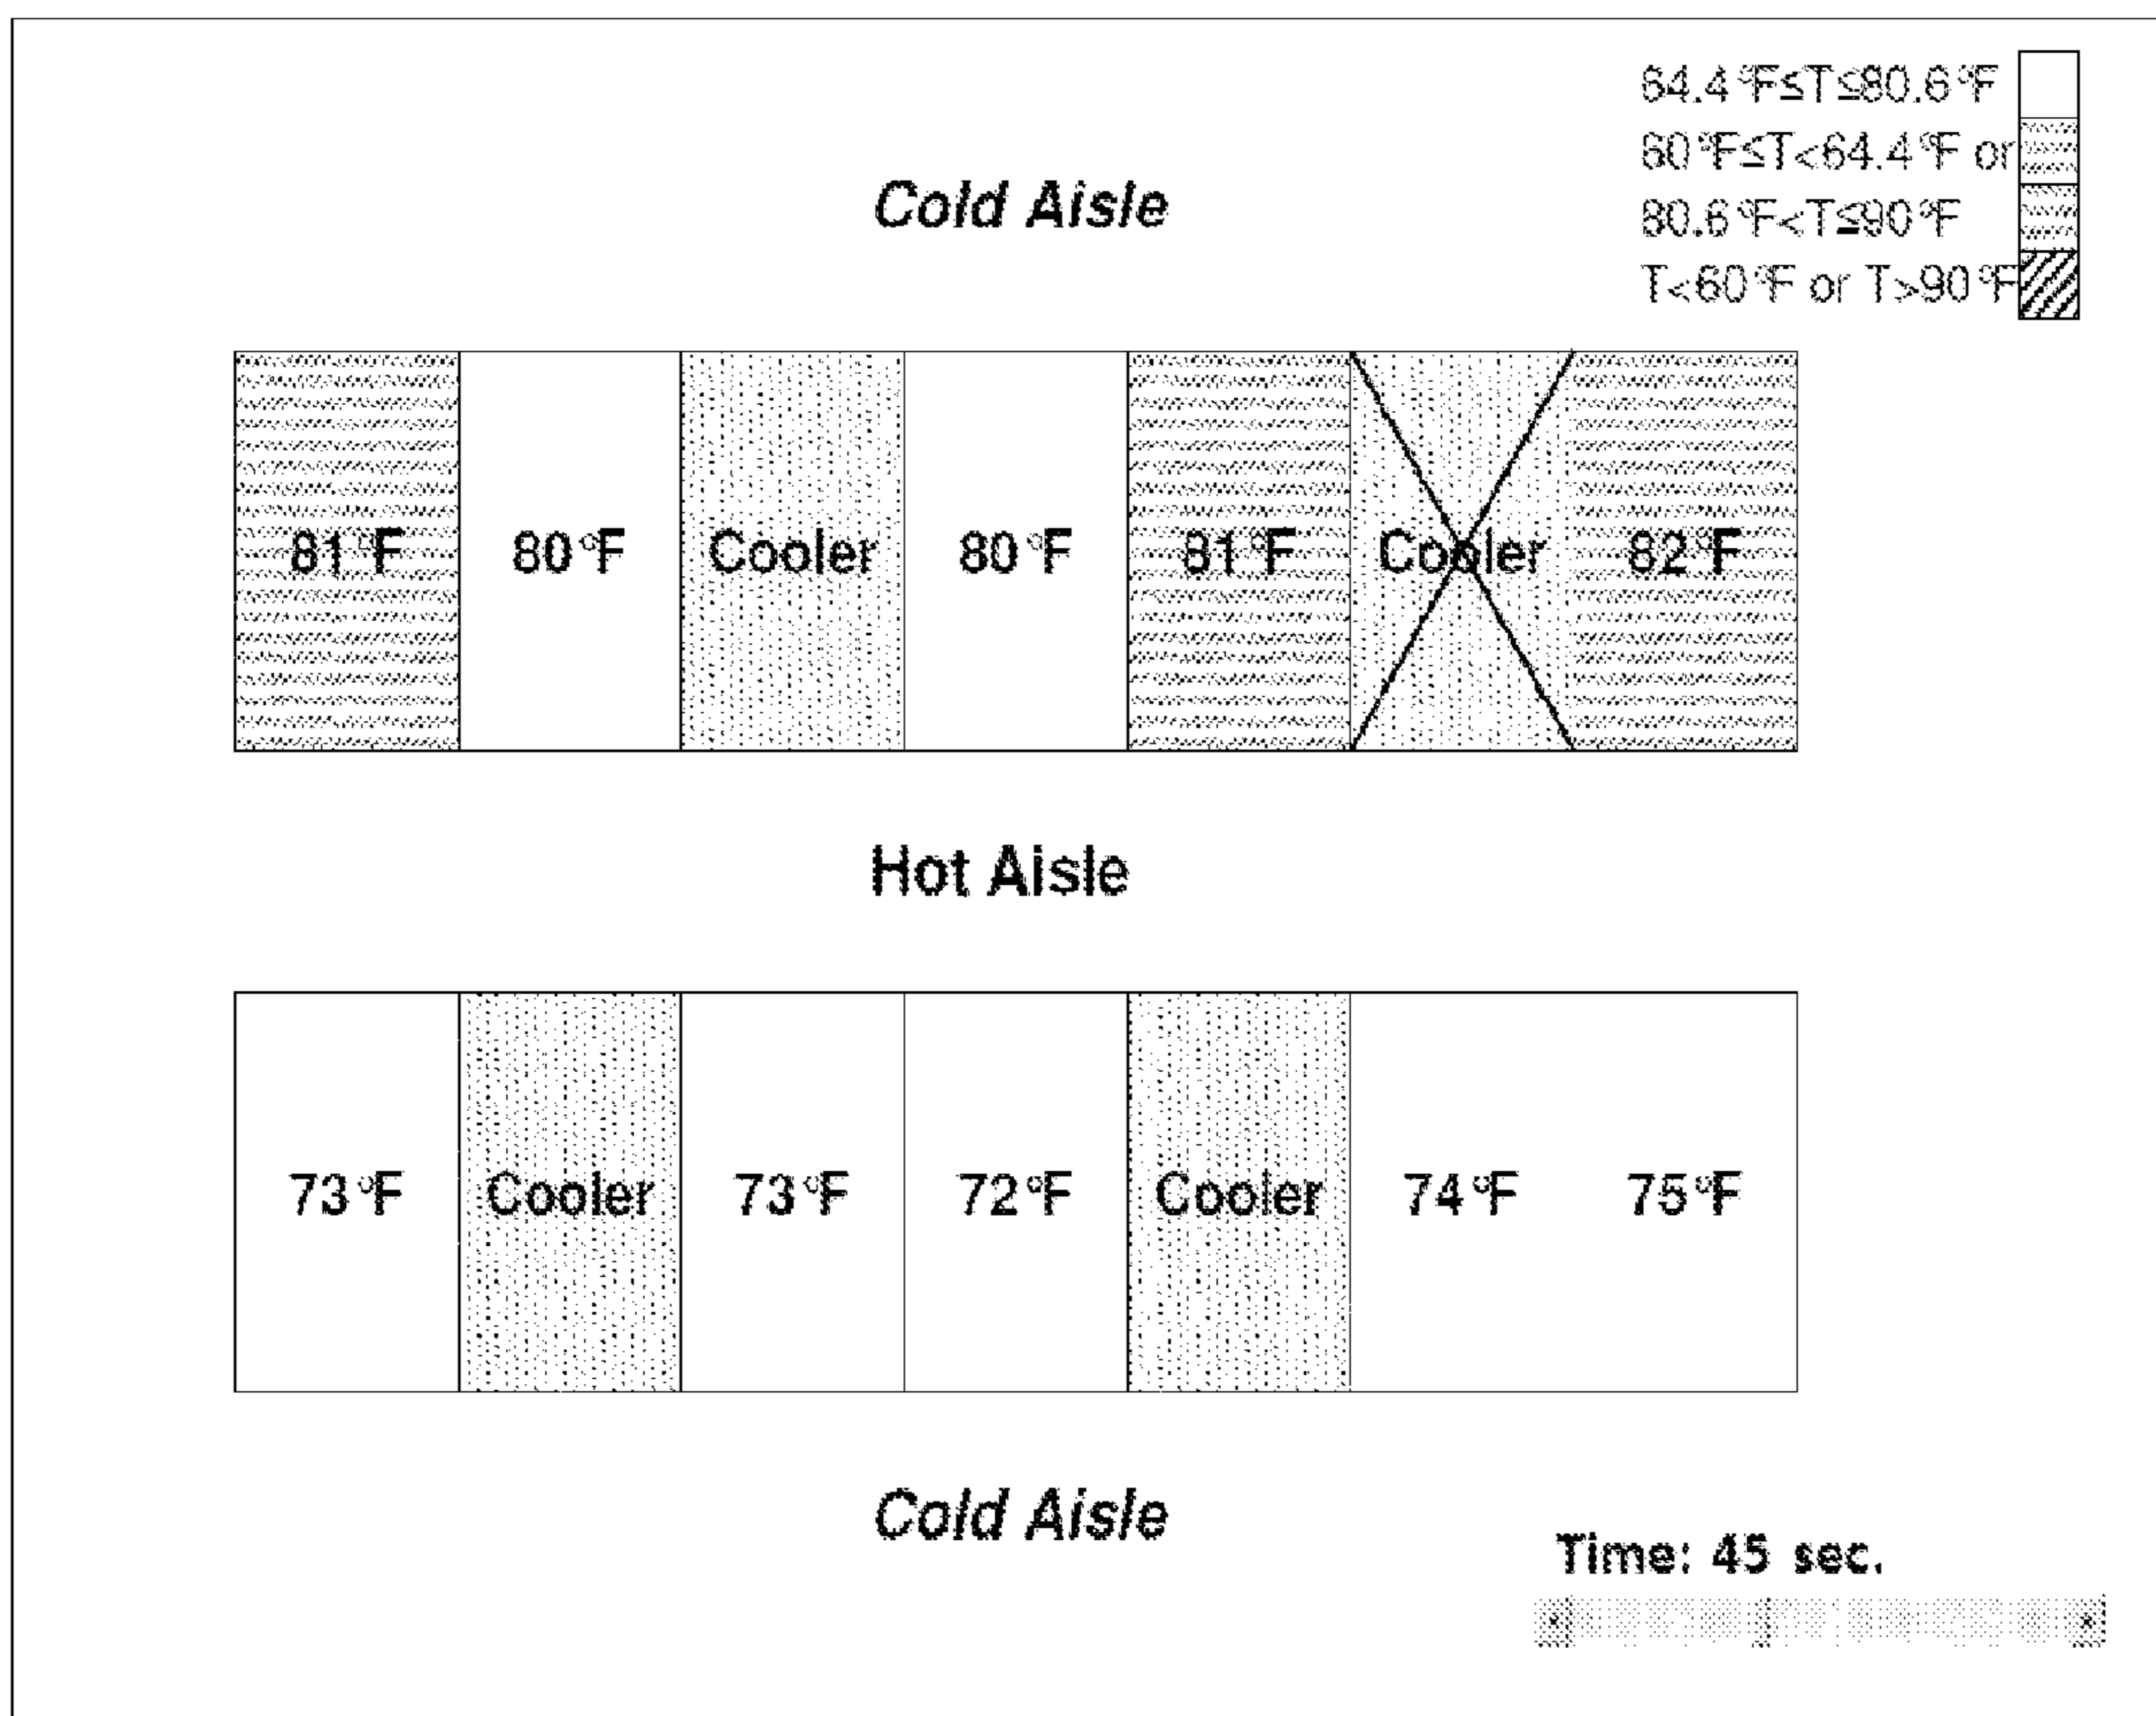 64.4°F≤T≤80.6°F
60°F≤T<64.4°F or
80.6°F<T≤90°F
T<60°F or T>90°F
Cold Aisle
81°F 80°F Cooler 80°F 81°F Cooler 82°F
Hot Aisle
73°F Cooler 73°F 72°F Cooler 74°F 75°F
Cold Aisle
Time: 45 sec.